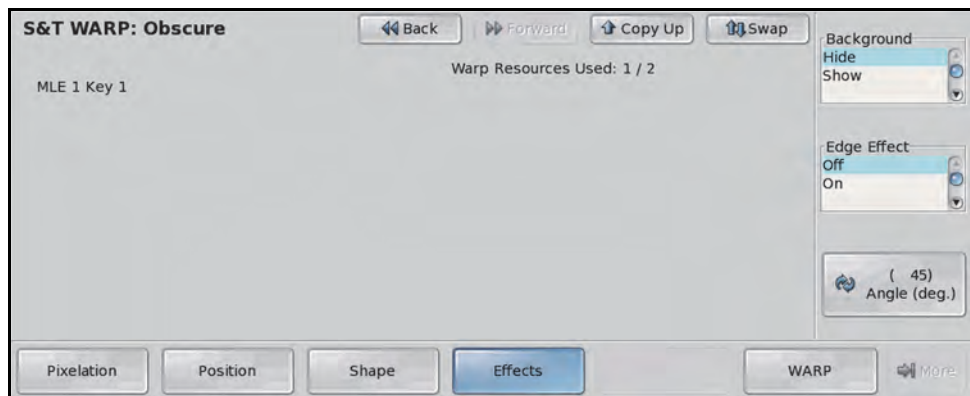 S&T WARP: Obscure
Back
Forward
Copy Up
Swap
Warp Resources Used: 1 / 2
MLE 1 Key 1
Background
Hide
Show
Edge Effect
Off
On
( 45)
Angle (deg.)
Pixelation
Position
Shape
Effects
WARP
More